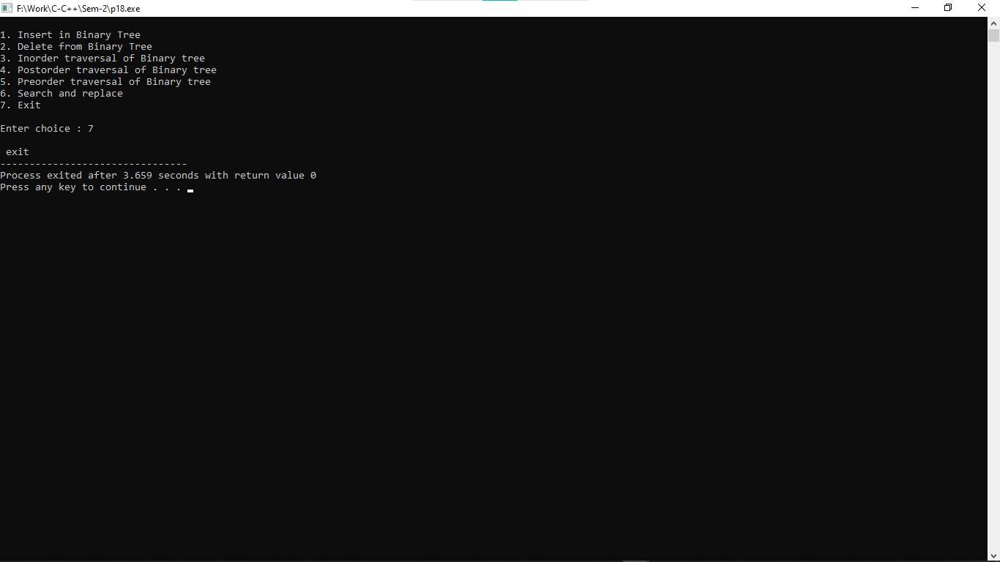 F:\Work\C-C++\Sem-2\p18.exe
1. Insert in Binary Tree
2. Delete from Binary Tree
3. Inorder traversal of Binary tree
4. Postorder traversal of Binary tree
5. Preorder traversal of Binary tree
6. Search and replace
7. Exit
Enter choice : 7
exit
--------------------------------
Process exited after 3.659 seconds with return value 0
Press any key to continue . . .